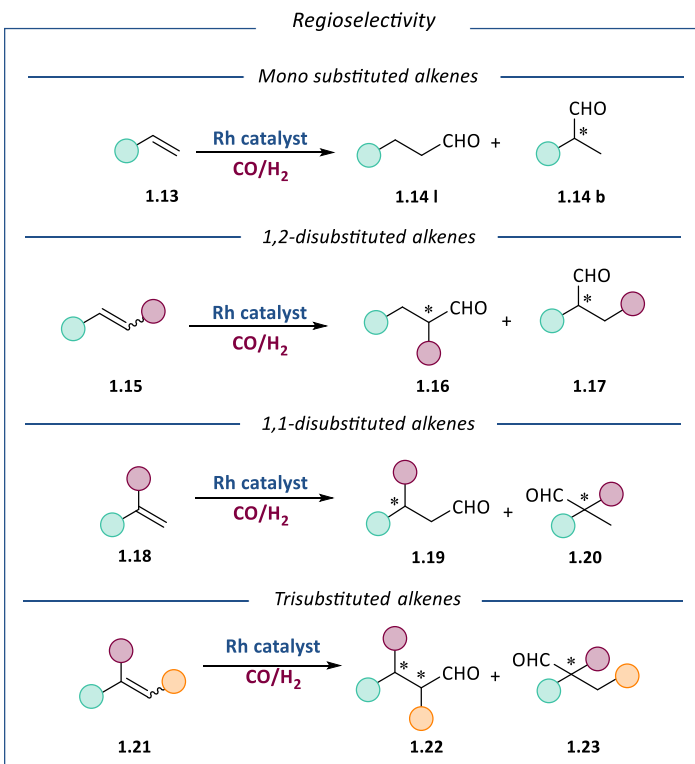 Regioselectivity
Mono substituted alkenes
Rh catalyst
CO/H2
1.13
CHO
1.14 l
+
CHO
*
1.14 b
1,2-disubstituted alkenes
Rh catalyst
CO/H2
1.15
* CHO
1.16
+
CHO
*
1.17
1,1-disubstituted alkenes
Rh catalyst
CO/H2
1.18
*
CHO
1.19
+
OHC *
1.20
Trisubstituted alkenes
Rh catalyst
CO/H2
1.21
* * CHO
1.22
+
OHC *
1.23